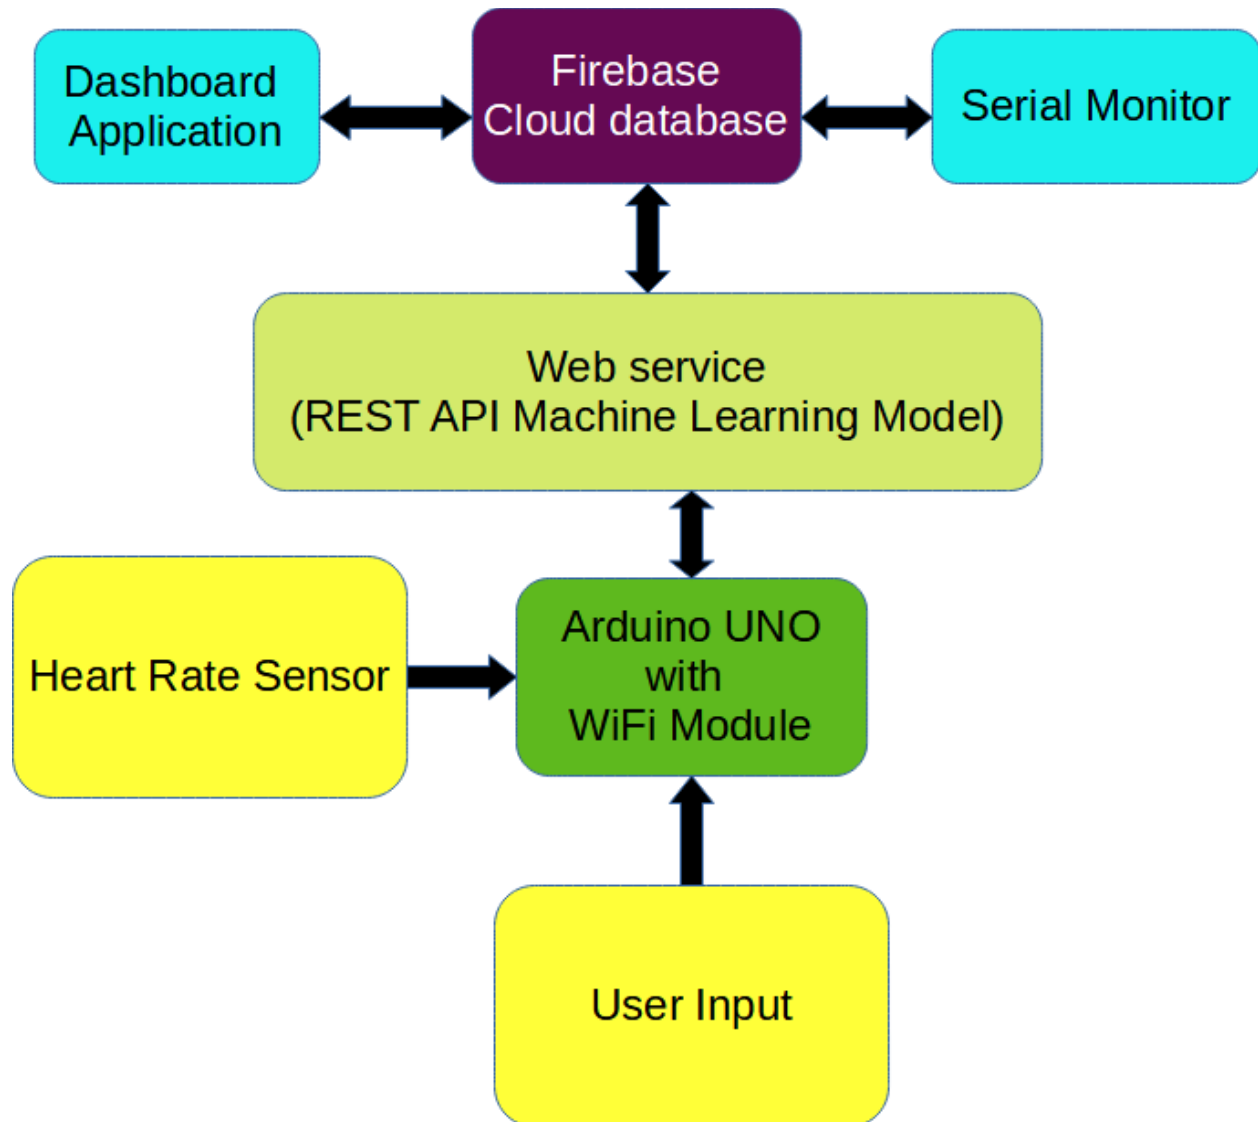 Dashboard
Application
Firebase
Cloud database
Serial Monitor
Web service
(REST API Machine Learning Model)
Heart Rate Sensor
Arduino UNO
with
WiFi Module
User Input